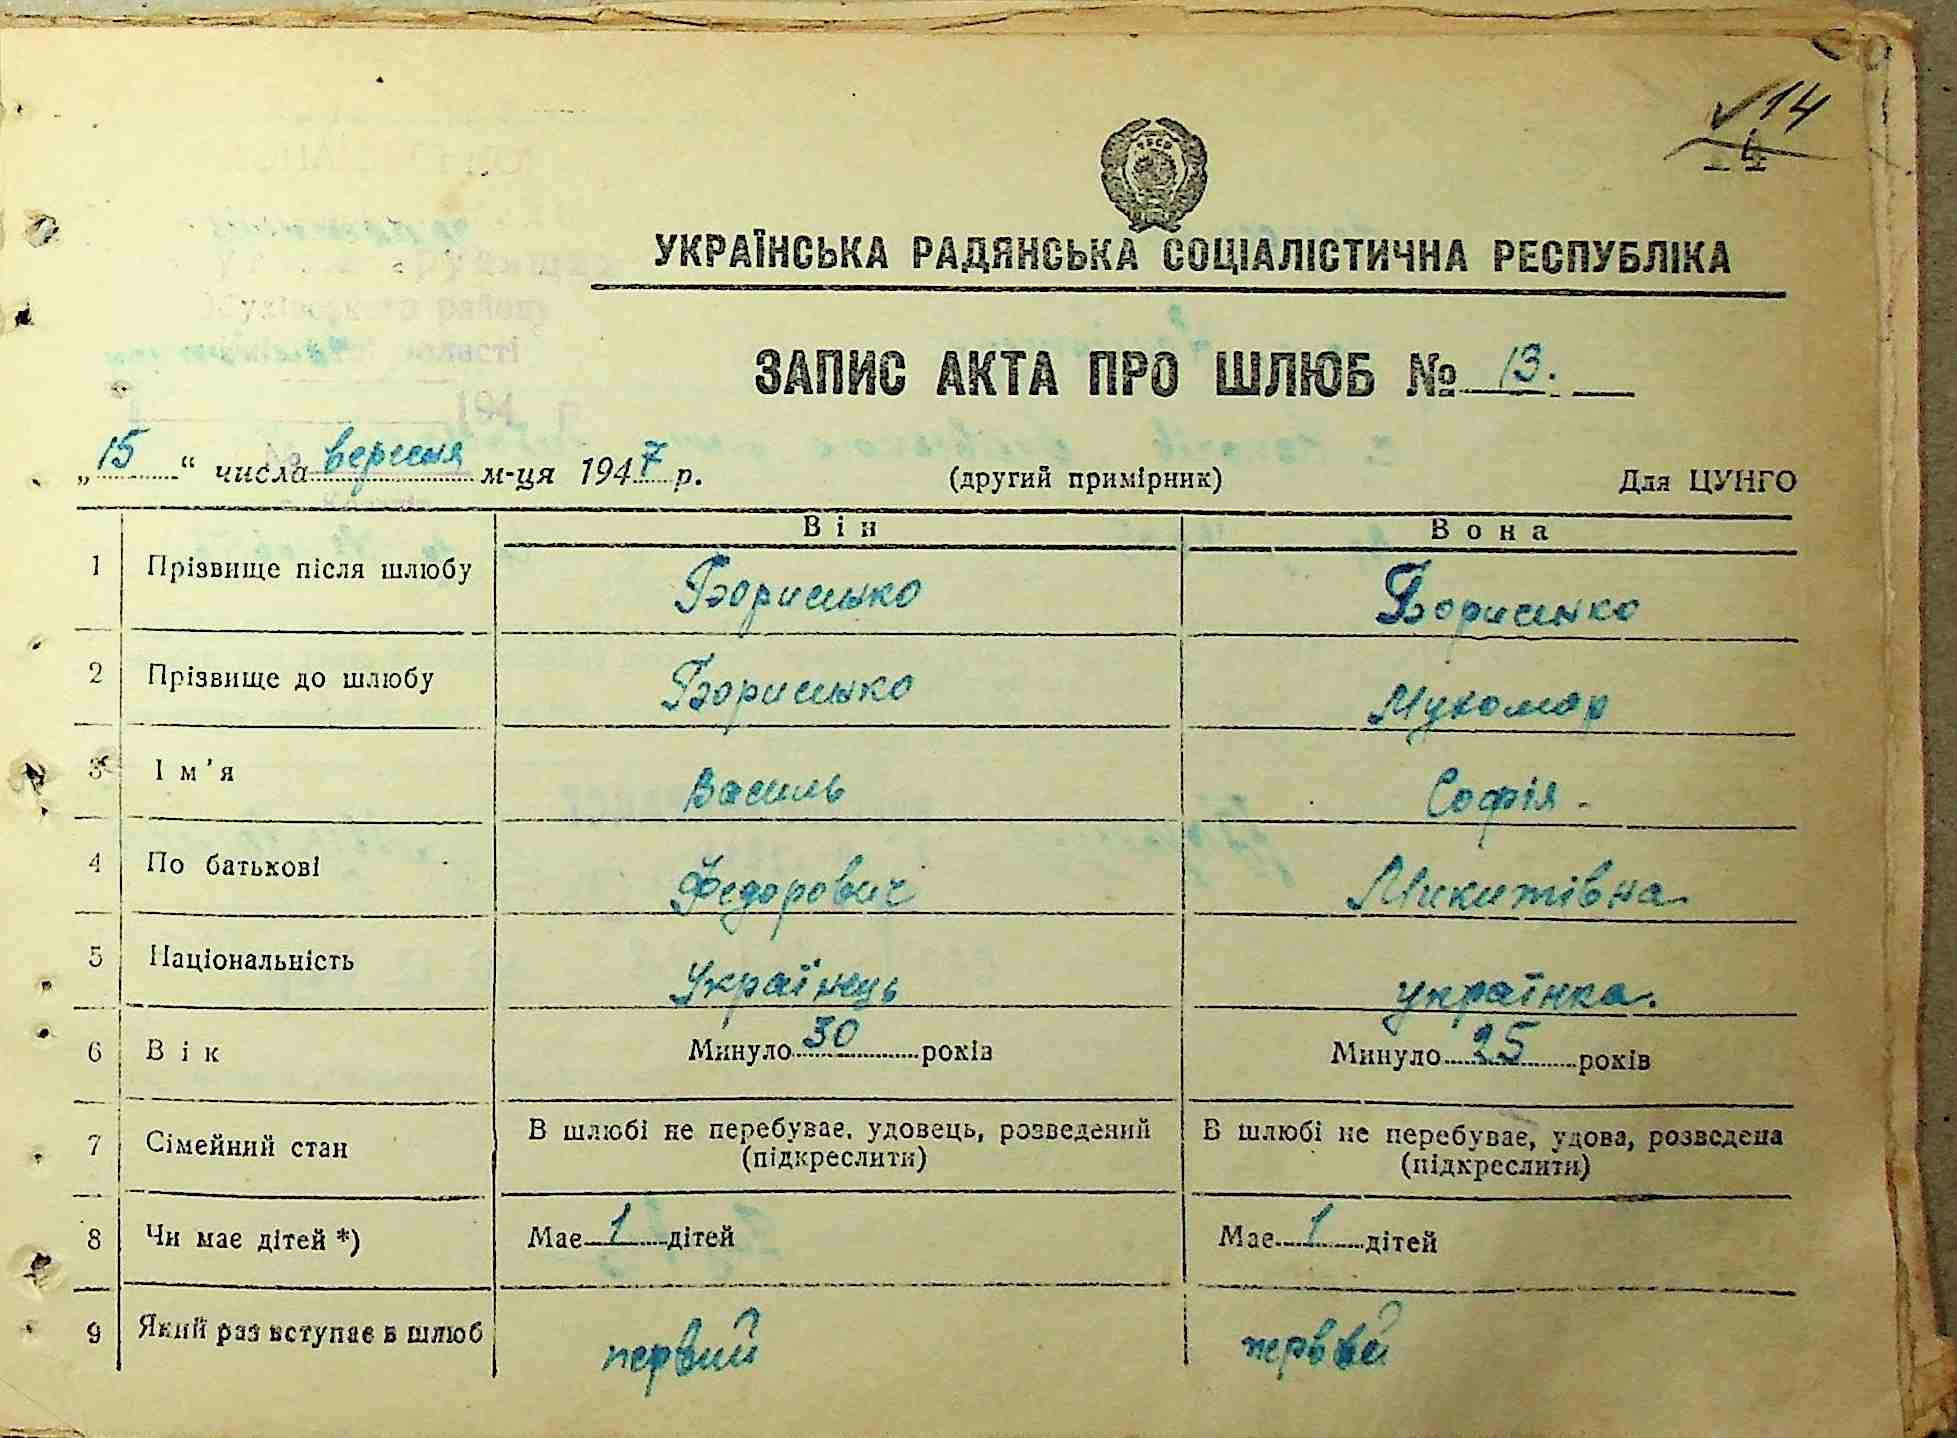 14
УКРАЇНСЬКА РАДЯНСЬКА СОЦІАЛІСТИЧНА РЕСПУБЛІКА
ЗАПИС АКТА ПРО ШЛЮБ № 13.
„15“ числа вересня м-ця 1947 р. (другий примірник) Для ЦУНГО
Він Вона
1 Прізвище після шлюбу Борисенко Борисенко
2 Прізвище до шлюбу Борисенко Мухомор
3 Ім'я Василь Софія.
4 По батькові Федорович Микитівна
5 Національність Українець українка.
6 Вік Минуло 30 років Минуло 25 років
7 Сімейний стан В шлюбі не перебуває, удовець, розведений (підкреслити) В шлюбі не перебуває, удова, розведена (підкреслити)
8 Чи має дітей *) Має 1 дітей Має 1 дітей
9 Який раз вступає в шлюб первий первей